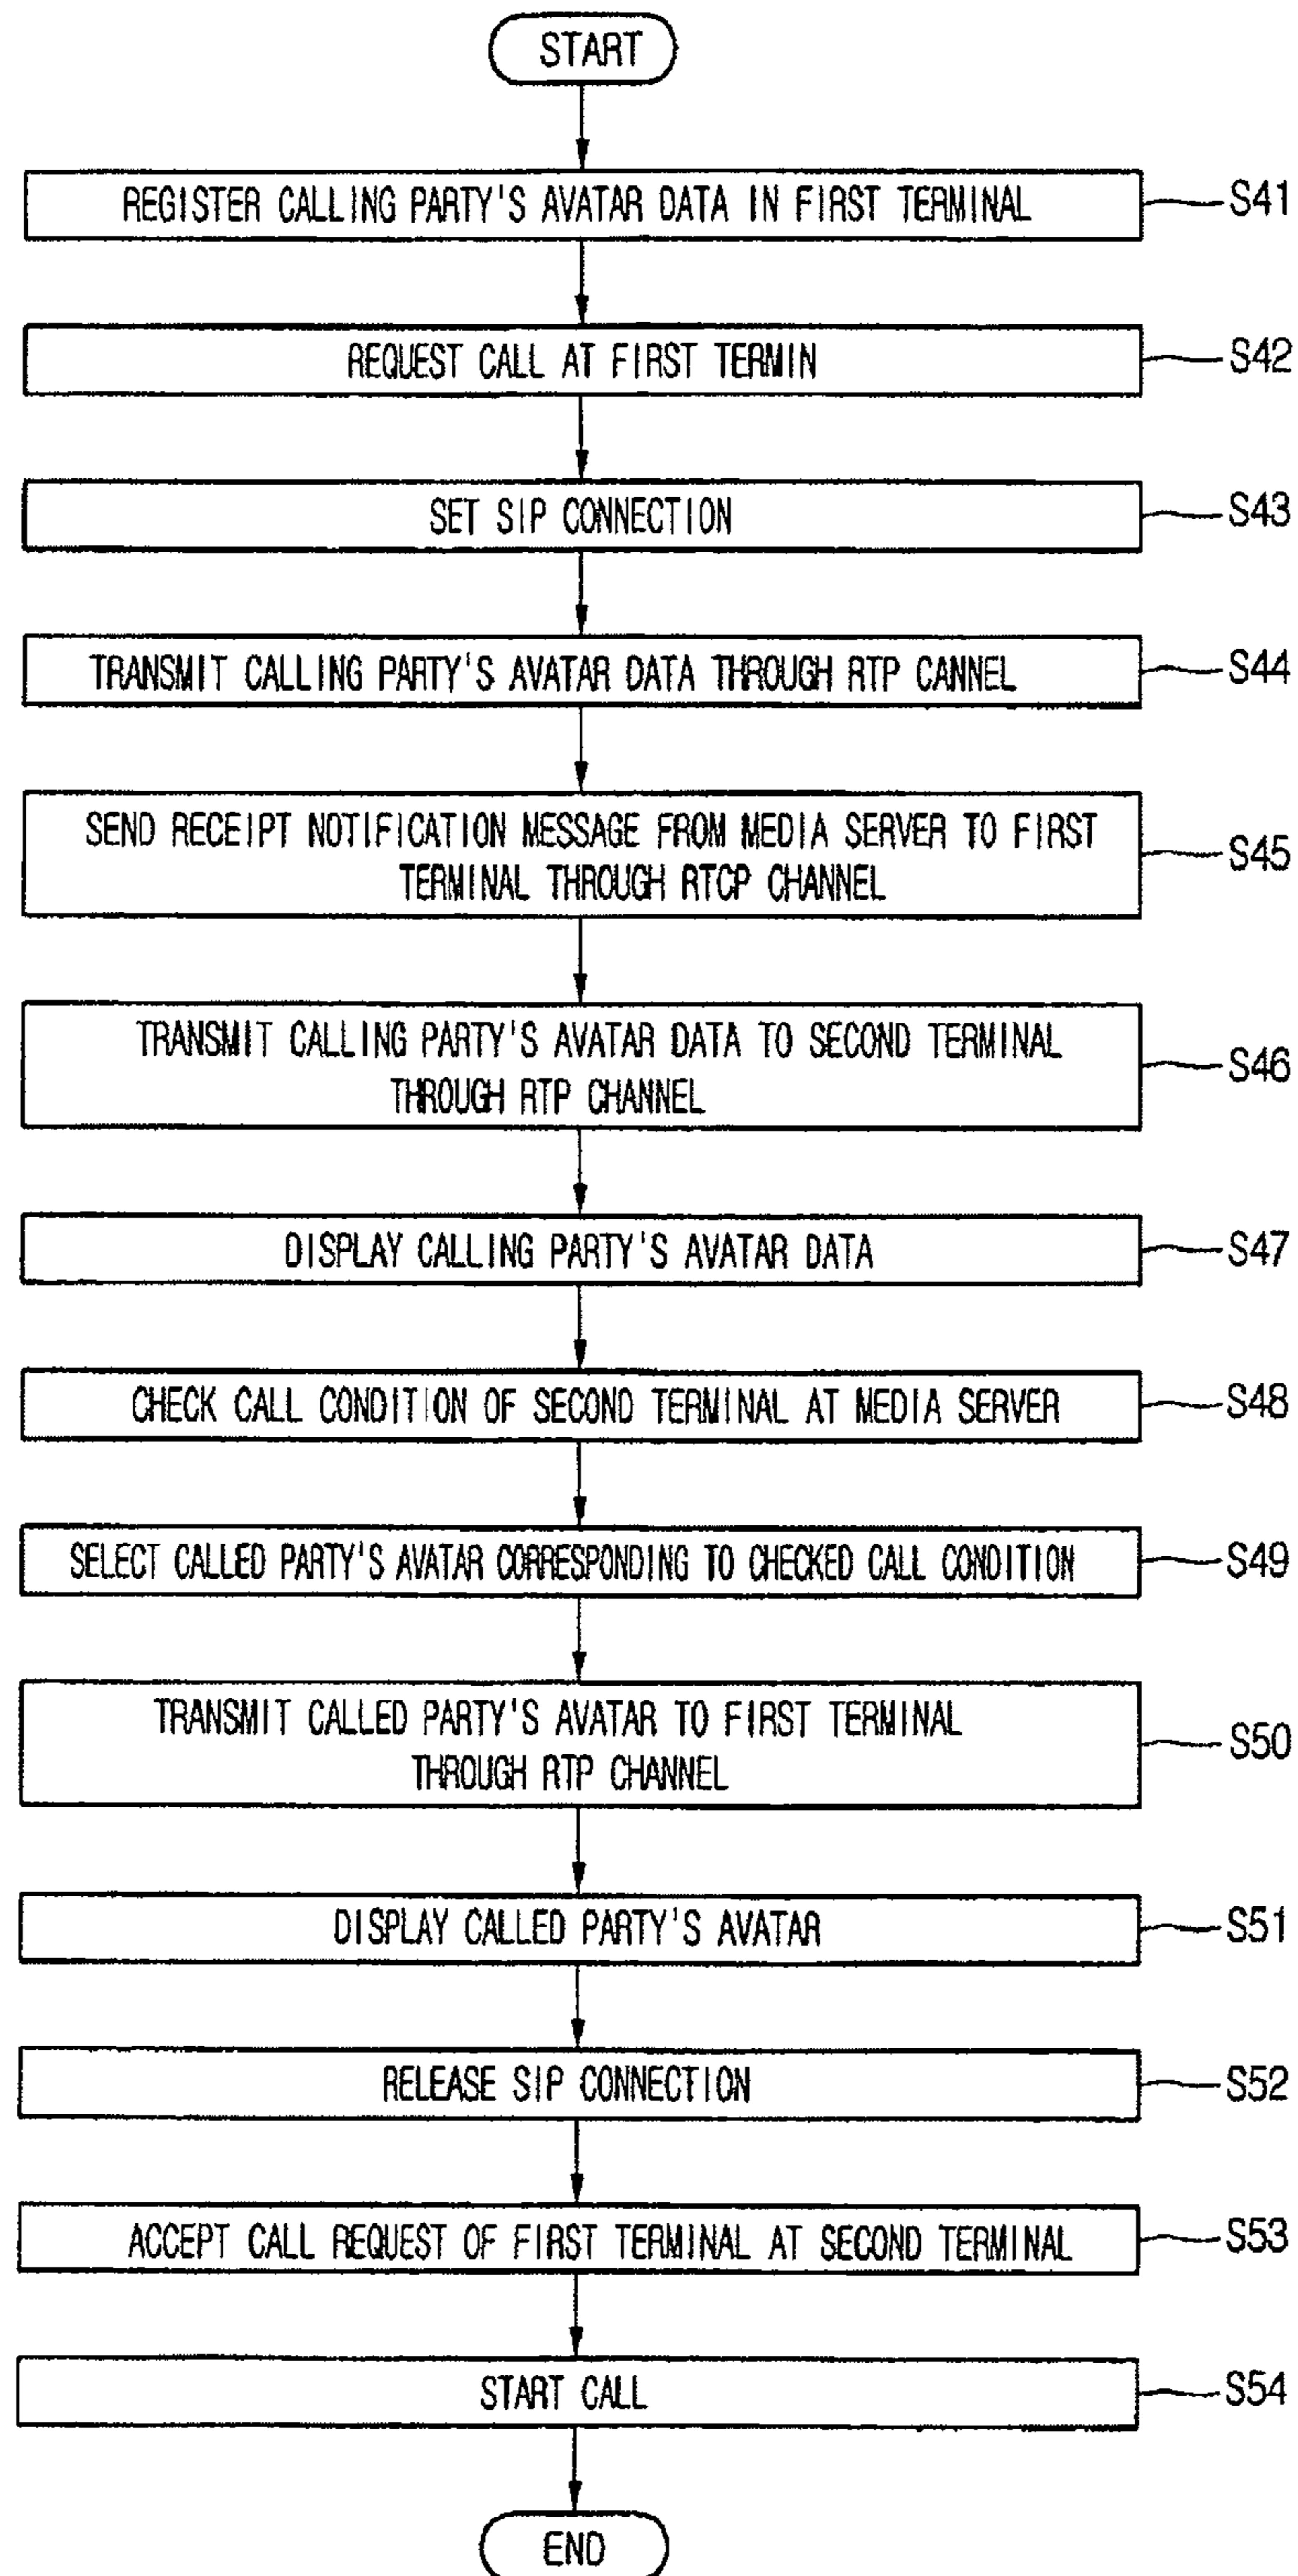 START
REGISTER CALLING PARTY'S AVATAR DATA IN FIRST TERMINAL
S41
REQUEST CALL AT FIRST TERMIN
S42
SET SIP CONNECTION
S43
TRANSMIT CALLING PARTY'S AVATAR DATA THROUGH RTP CANNEL
S44
SEND RECEIPT NOTIFICATION MESSAGE FROM MEDIA SERVER TO FIRST
TERMINAL THROUGH RTCP CHANNEL
S45
TRANSMIT CALLING PARTY'S AVATAR DATA TO SECOND TERMINAL
THROUGH RTP CHANNEL
S46
DISPLAY CALLING PARTY'S AVATAR DATA
S47
CHECK CALL CONDITION OF SECOND TERMINAL AT MEDIA SERVER
S48
SELECT CALLED PARTY'S AVATAR CORRESPONDING TO CHECKED CALL CONDITION
S49
TRANSMIT CALLED PARTY'S AVATAR TO FIRST TERMINAL
THROUGH RTP CHANNEL
S50
DISPLAY CALLED PARTY'S AVATAR
S51
RELEASE SIP CONNECTION
S52
ACCEPT CALL REQUEST OF FIRST TERMINAL AT SECOND TERMINAL
S53
START CALL
S54
END